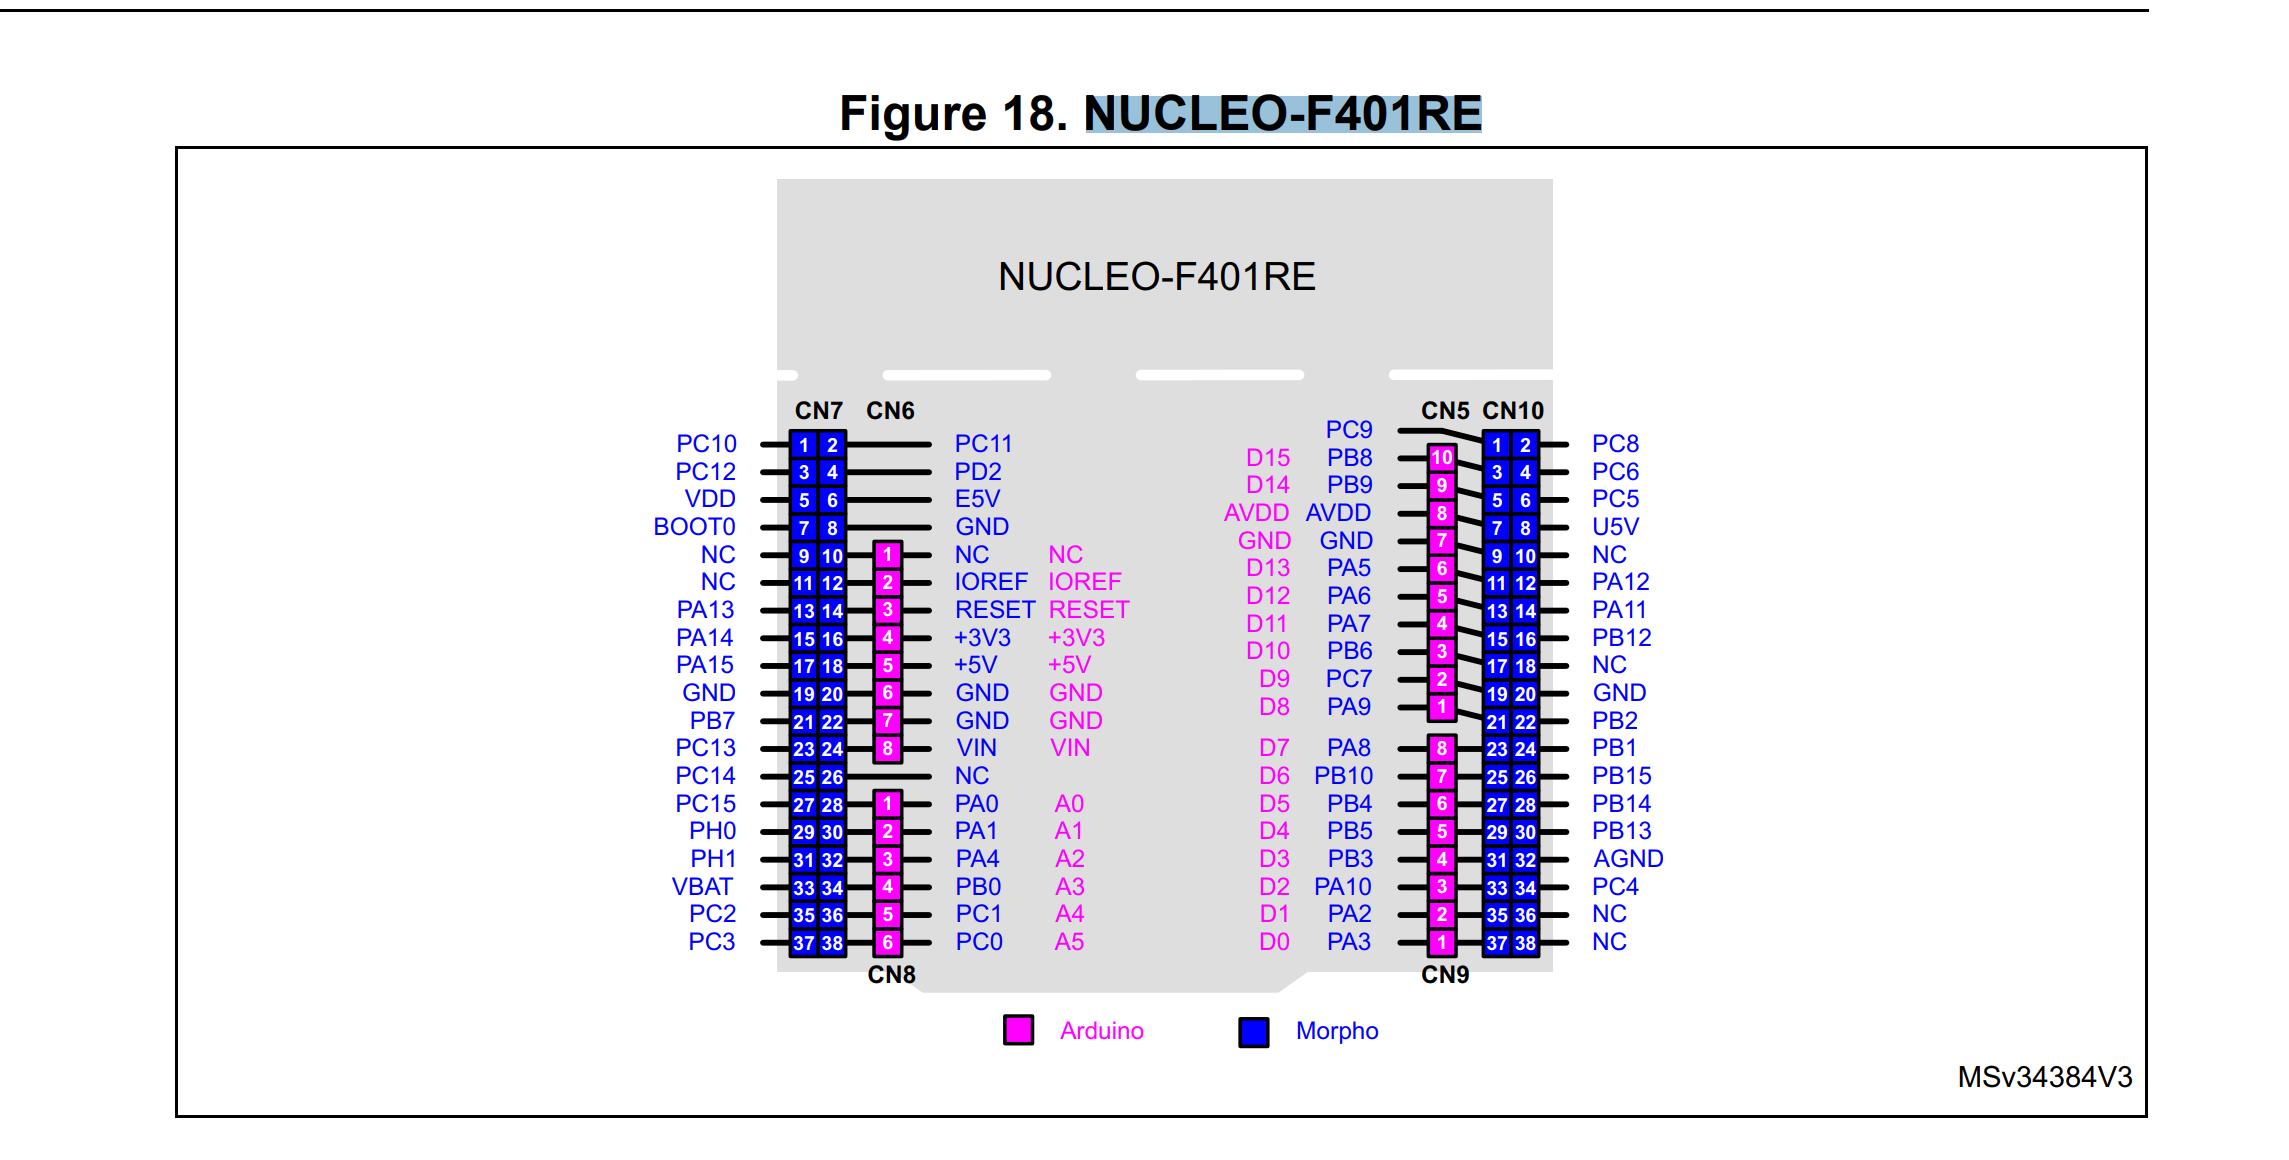 Figure 18. NUCLEO-F401RE
NUCLEO-F401RE
CN7 CN6 CN5 CN10
PC9
PC10 1 2 PC11 1 2 PC8
D15 PB8 10
PC12 3 4 PD2 3 4 PC6
D14 PB9 9
VDD 5 6 E5V 5 6 PC5
AVDD AVDD 8
BOOT0 7 8 GND 7 8 U5V
GND GND 7
NC 9 10 1 NC NC 9 10 NC
D13 PA5 6
NC 11 12 2 IOREF IOREF 11 12 PA12
D12 PA6 5
PA13 13 14 3 RESET RESET 13 14 PA11
D11 PA7 4
PA14 15 16 4 +3V3 +3V3 15 16 PB12
D10 PB6 3
PA15 17 18 5 +5V +5V 17 18 NC
D9 PC7 2
GND 19 20 6 GND GND 19 20 GND
D8 PA9 1
PB7 21 22 7 GND GND 21 22 PB2
PC13 23 24 8 VIN VIN D7 PA8 8 23 24 PB1
PC14 25 26 NC D6 PB10 7 25 26 PB15
PC15 27 28 1 PA0 A0 D5 PB4 6 27 28 PB14
PH0 29 30 2 PA1 A1 D4 PB5 5 29 30 PB13
PH1 31 32 3 PA4 A2 D3 PB3 4 31 32 AGND
VBAT 33 34 4 PB0 A3 D2 PA10 3 33 34 PC4
PC2 35 36 5 PC1 A4 D1 PA2 2 35 36 NC
PC3 37 38 6 PC0 A5 D0 PA3 1 37 38 NC
CN8 CN9
Arduino Morpho
MSv34384V3